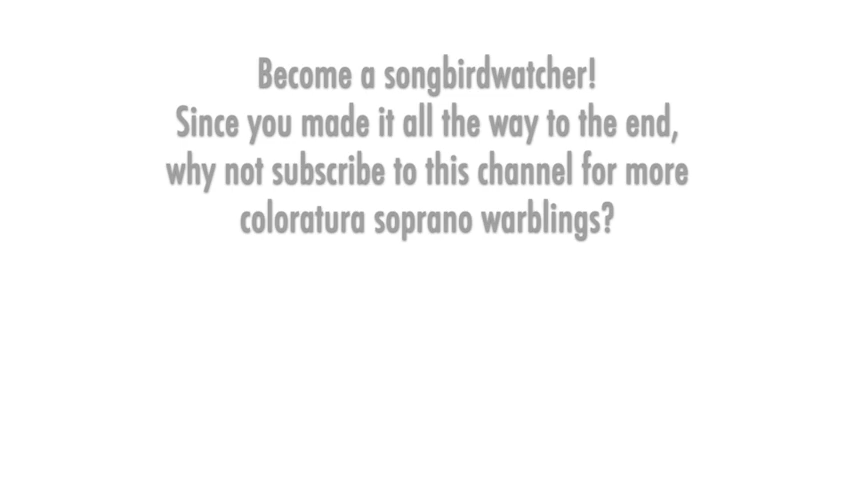 Become a songbirdwatcher!
Since you made it all the way to the end,
why not subscribe to this channel for more
coloratura soprano warblings?